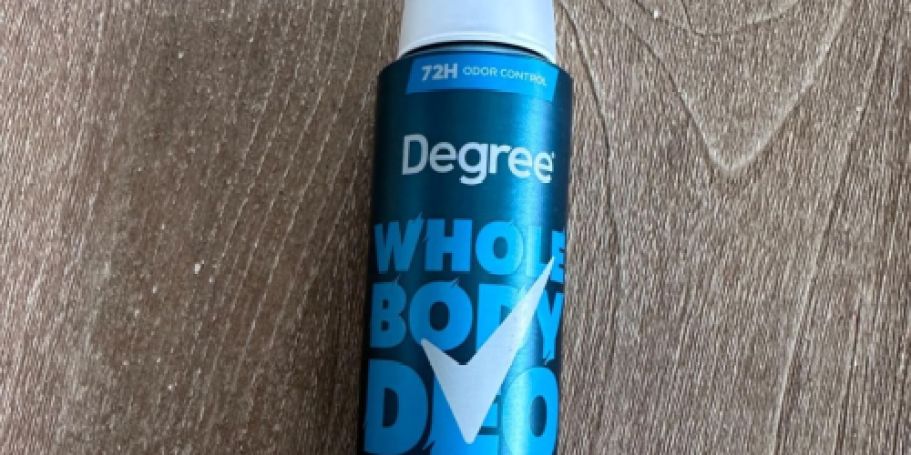 72H ODOR CONTROL
Degree®
WHOLE
BODY
DEO